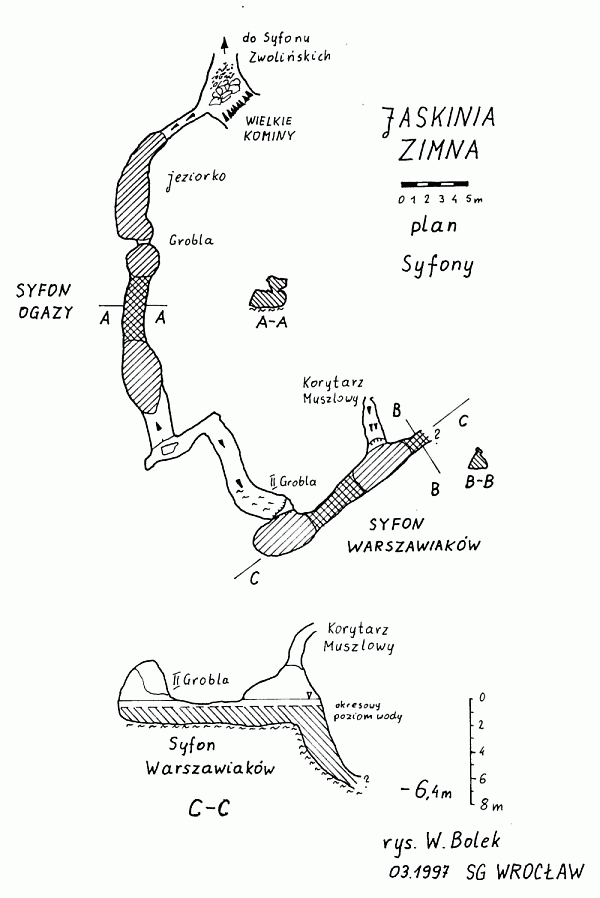 do Syfonu
Zwolińskich
WIELKIE
KOMINY
JASKINIA
ZIMNA
0 1 2 3 4 5m
plan
Syfony
jeziorko
Grobla
SYFON
OGAZY
A A
A-A
Korytarz
Muszlowy
B
C
?
B
B-B
II Grobla
SYFON
WARSZAWIAKÓW
C
Korytarz
Muszlowy
II Grobla
okresowy
poziom wody
Syfon
Warszawiaków
C-C
?
-6,4m
0
2
4
6
8m
rys. W. Bolek
03.1997 SG WROCŁAW